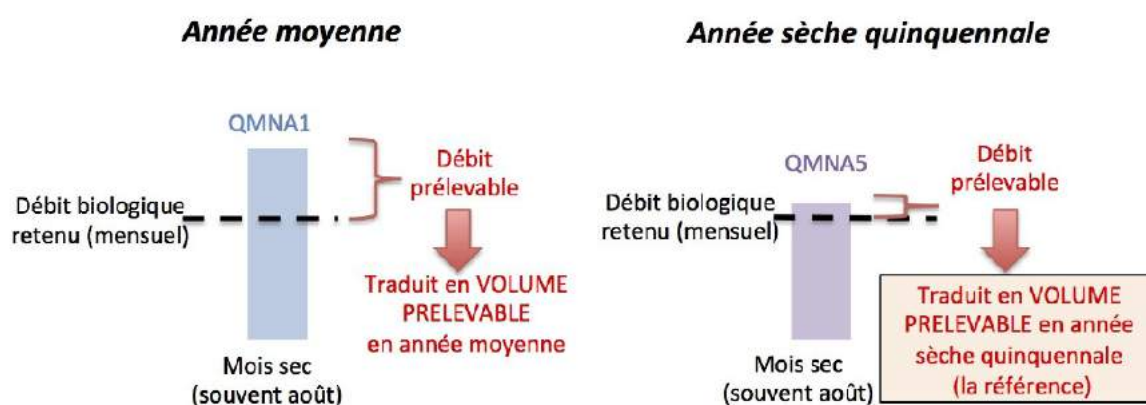 Année moyenne
QMNA1
Débit
prélevable
Débit biologique
retenu (mensuel)
Traduit en VOLUME
PRELEVABLE
en année moyenne
Mois sec
(souvent août)
Année sèche quinquennale
QMNA5
Débit
prélevable
Débit biologique
retenu (mensuel)
Traduit en VOLUME
PRELEVABLE en année
sèche quinquennale
(la référence)
Mois sec
(souvent août)